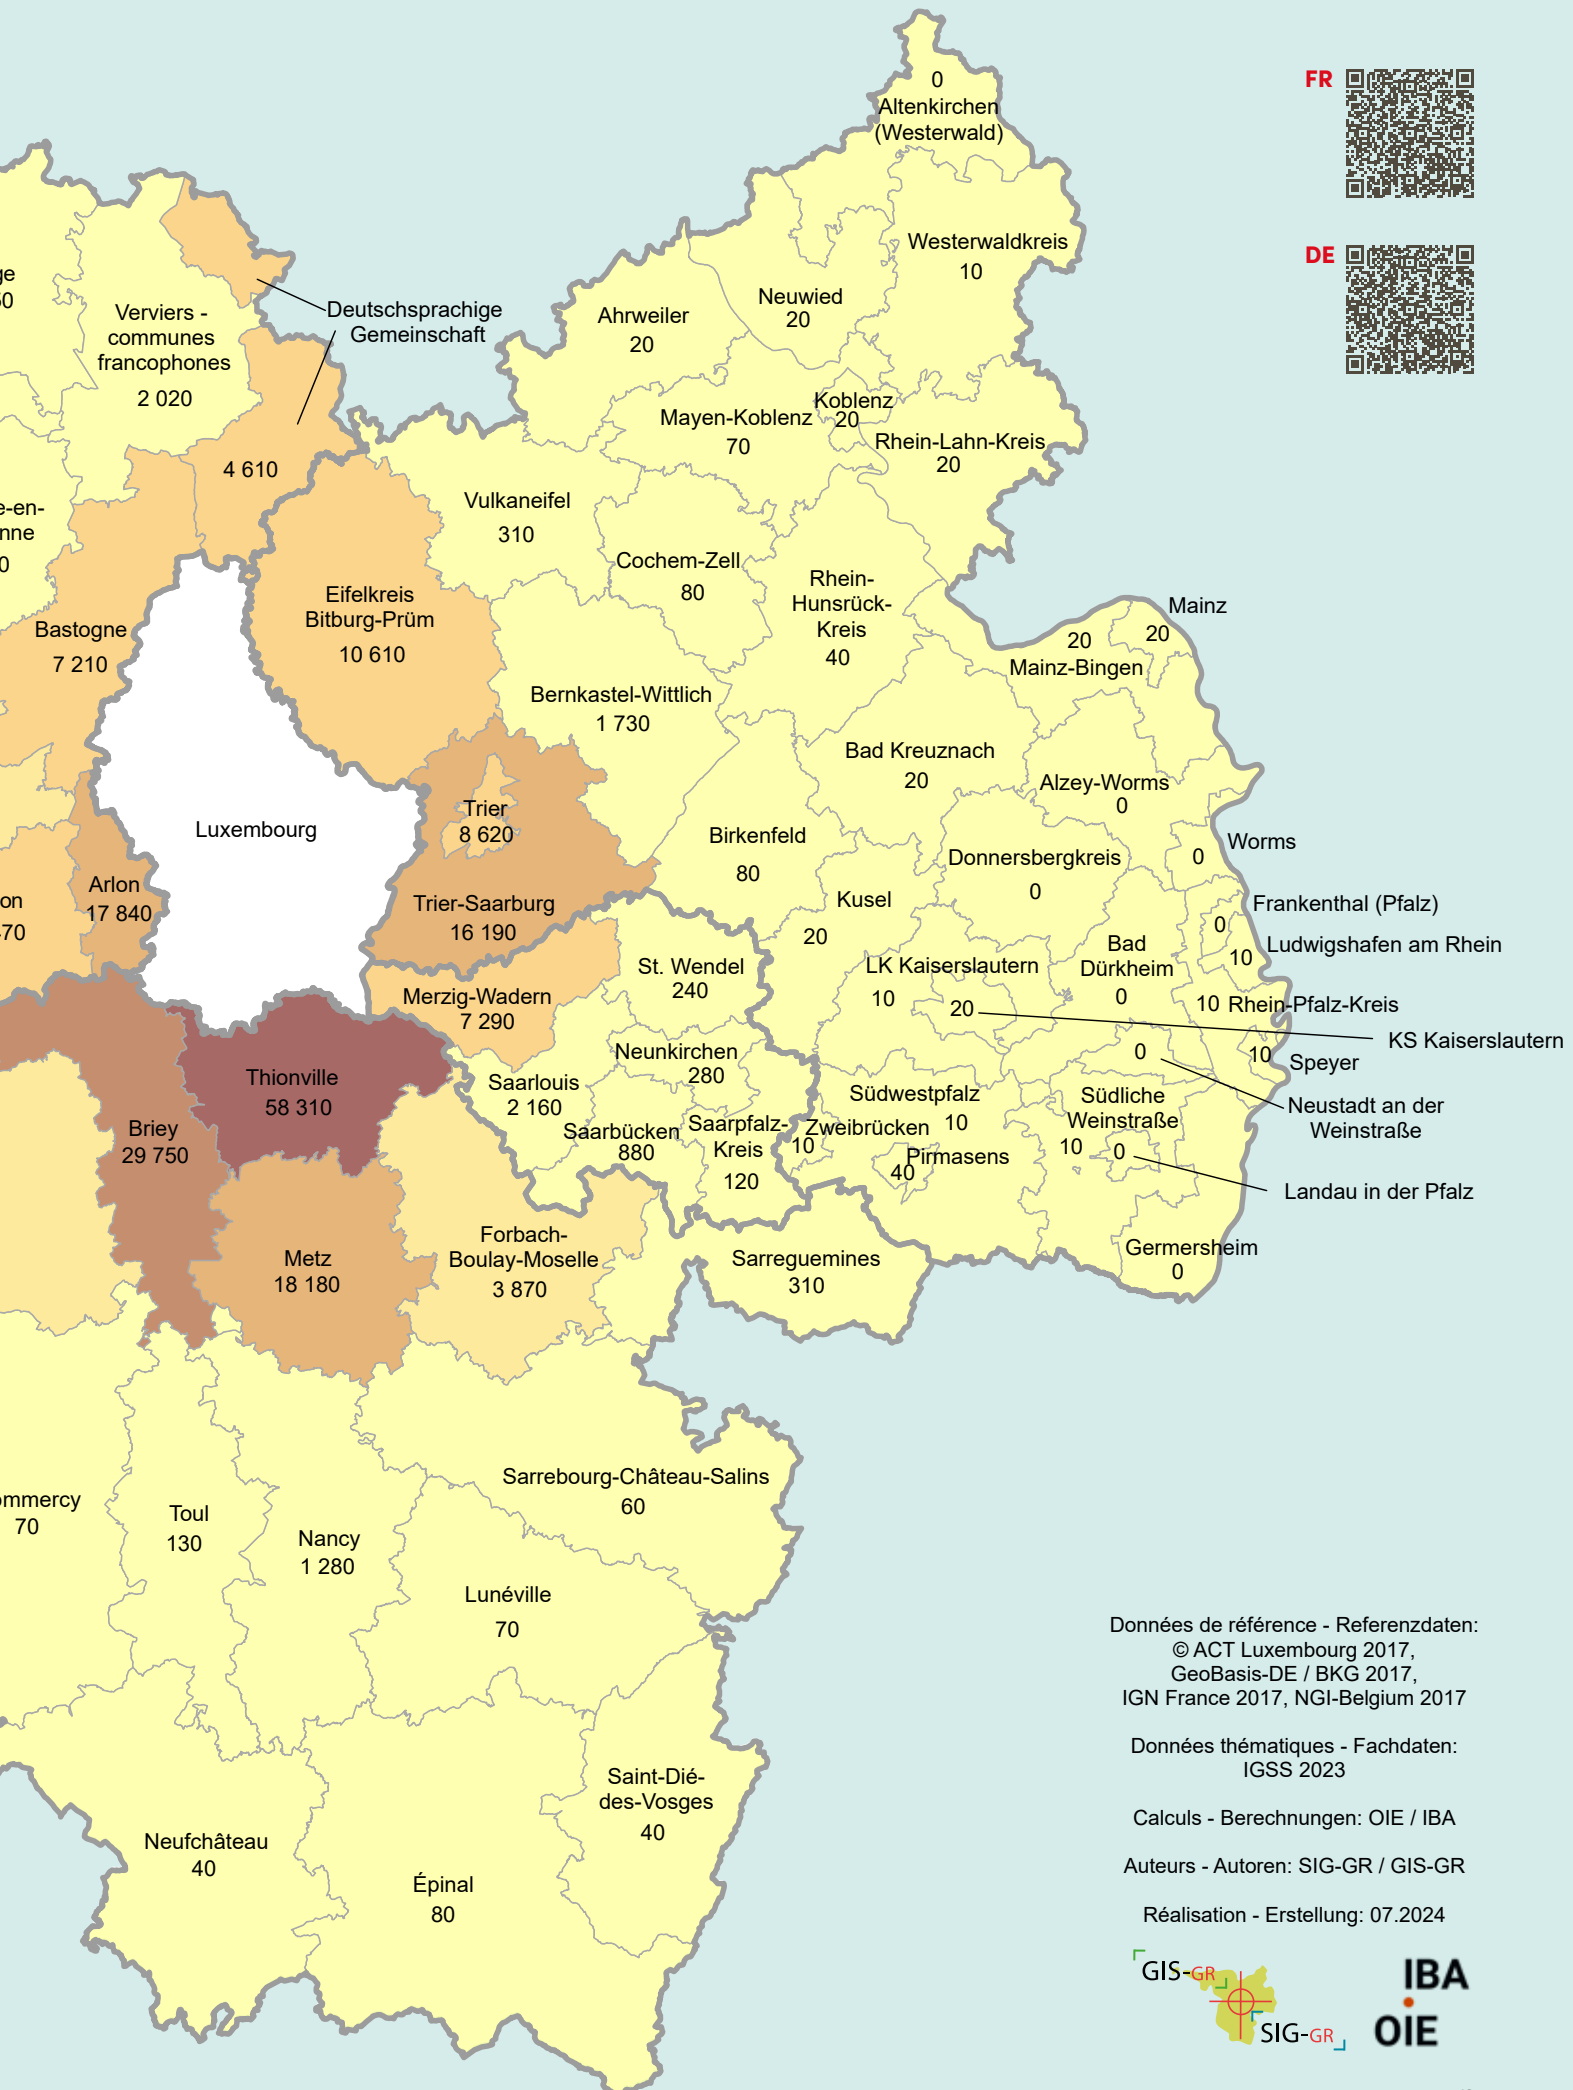 FR
DE
0
Altenkirchen
(Westerwald)
Westerwaldkreis
10
Neuwied
20
Ahrweiler
20
Deutschsprachige
Gemeinschaft
4 610
Verviers -
communes
francophones
2 020
Koblenz
20
Mayen-Koblenz
70
Rhein-Lahn-Kreis
20
Vulkaneifel
310
Cochem-Zell
80
Rhein-
Hunsrück-
Kreis
40
Eifelkreis
Bitburg-Prüm
10 610
Bastogne
7 210
Mainz
20
20
Mainz-Bingen
Bernkastel-Wittlich
1 730
Bad Kreuznach
20
Alzey-Worms
0
Trier
8 620
Luxembourg
Birkenfeld
80
Donnersbergkreis
0
Worms
0
Arlon
17 840
on
Trier-Saarburg
16 190
Kusel
20
Frankenthal (Pfalz)
0
Ludwigshafen am Rhein
10
St. Wendel
240
LK Kaiserslautern
10
20
KS Kaiserslautern
Bad
Dürkheim
0
10 Rhein-Pfalz-Kreis
Merzig-Wadern
7 290
Neunkirchen
280
0
Neustadt an der
Weinstraße
10
Speyer
Thionville
58 310
Saarlouis
2 160
Südwestpfalz
10
Südliche
Weinstraße
10
0
Landau in der Pfalz
Briey
29 750
Saarbücken
880
Saarpfalz-
Kreis
120
Zweibrücken
10
Pirmasens
40
Metz
18 180
Forbach-
Boulay-Moselle
3 870
Sarreguemines
310
Germersheim
0
Sarrebourg-Château-Salins
60
ommercy
70
Toul
130
Nancy
1 280
Lunéville
70
Saint-Dié-
des-Vosges
40
Neufchâteau
40
Épinal
80
Données de référence - Referenzdaten:
© ACT Luxembourg 2017,
GeoBasis-DE / BKG 2017,
IGN France 2017, NGI-Belgium 2017
Données thématiques - Fachdaten:
IGSS 2023
Calculs - Berechnungen: OIE / IBA
Auteurs - Autoren: SIG-GR / GIS-GR
Réalisation - Erstellung: 07.2024
GIS-GR
SIG-GR
IBA
OIE